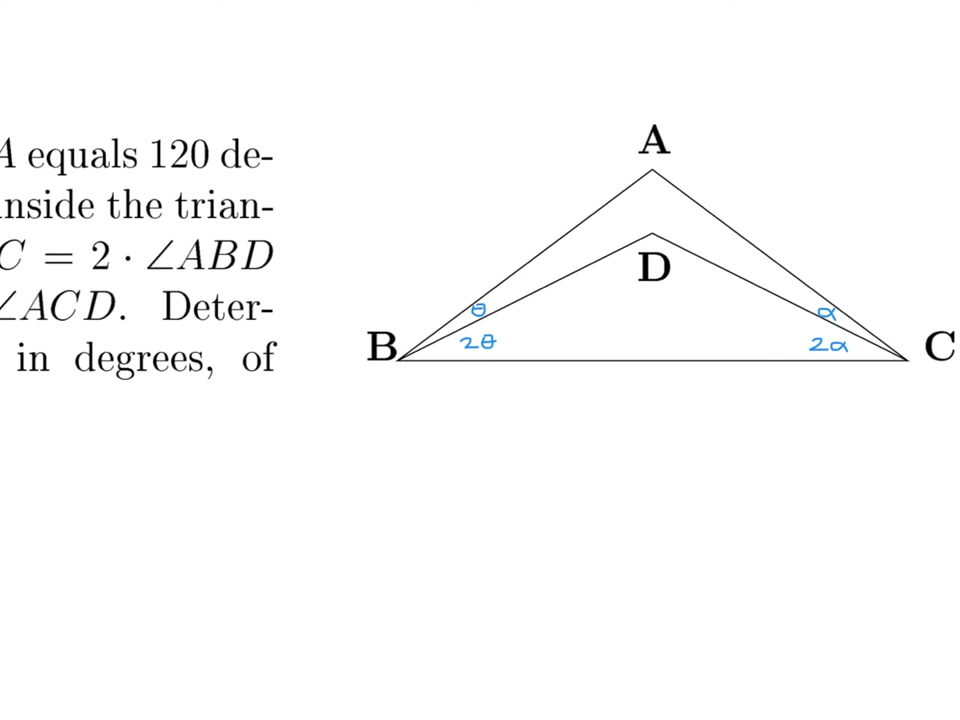 A equals 120 de-
inside the trian-
C = 2 · ∠ABD
∠ACD. Deter-
in degrees, of
A
D
θ
α
B
2θ
2α
C